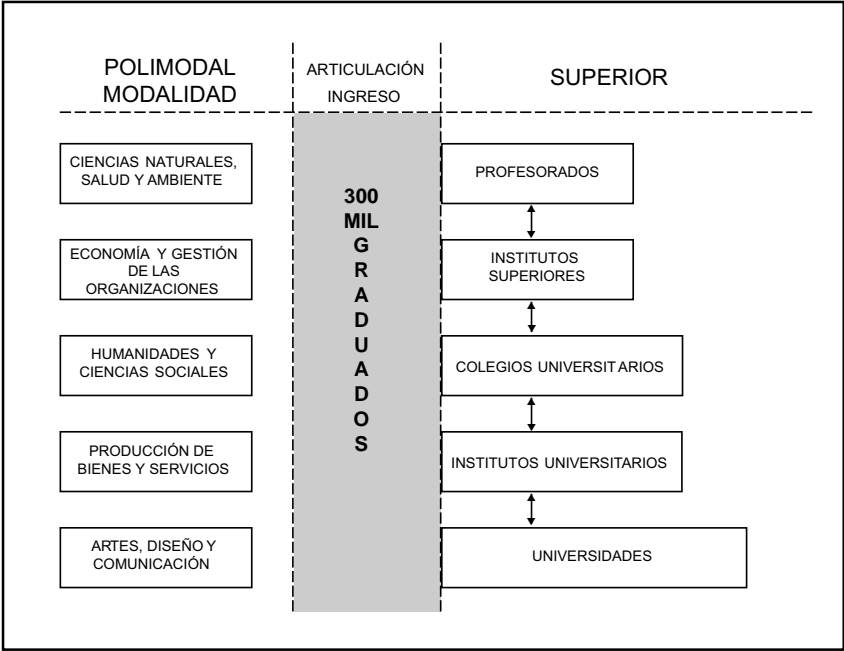 POLIMODAL
MODALIDAD
ARTICULACIÓN
INGRESO
SUPERIOR
CIENCIAS NATURALES,
SALUD Y AMBIENTE
ECONOMÍA Y GESTIÓN
DE LAS
ORGANIZACIONES
HUMANIDADES Y
CIENCIAS SOCIALES
PRODUCCIÓN DE
BIENES Y SERVICIOS
ARTES, DISEÑO Y
COMUNICACIÓN
300
MIL
G
R
A
D
U
A
D
O
S
PROFESORADOS
INSTITUTOS
SUPERIORES
COLEGIOS UNIVERSITARIOS
INSTITUTOS UNIVERSITARIOS
UNIVERSIDADES